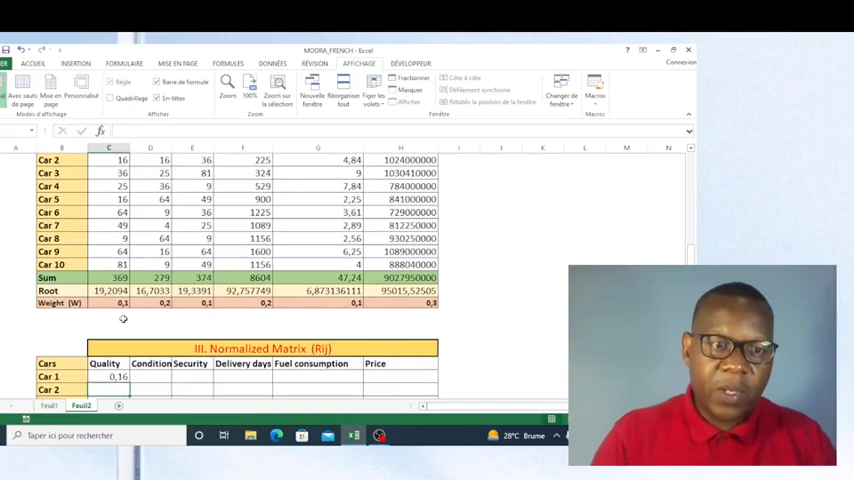 MOORA_FRENCH - Excel
ER ACCUEIL INSERTION FORMULAIRE MISE EN PAGE FORMULES DONNÉES RÉVISION AFFICHAGE DÉVELOPPEUR Connexion
Avec sauts de page
Mise en page
Personnalisé
Modes d'affichage
Règle
Barre de formule
Quadrillage
En-têtes
Afficher
Zoom
100%
Zoom sur la sélection
Zoom
Nouvelle fenêtre
Réorganiser tout
Figer les volets
Fractionner
Masquer
Afficher
Côte à côte
Défilement synchrone
Rétablir la position de la fenêtre
Fenêtre
Changer de fenêtre
Macros
Macros
fx
A B C D E F G H I J K L M N
Car 2 16 16 36 225 4,84 1024000000
Car 3 36 25 81 324 9 1030410000
Car 4 25 36 9 529 7,84 784000000
Car 5 16 64 49 900 2,25 841000000
Car 6 64 9 36 1225 3,61 729000000
Car 7 49 4 25 1089 2,89 812250000
Car 8 9 64 9 1156 2,56 930250000
Car 9 64 16 64 1600 6,25 1089000000
Car 10 81 9 49 1156 4 888040000
Sum 369 279 374 8604 47,24 9027950000
Root 19,2094 16,7033 19,3391 92,757749 6,873136111 95015,52505
Weight (W) 0,1 0,2 0,1 0,2 0,1 0,3
III. Normalized Matrix (Rij)
Cars Quality Condition Security Delivery days Fuel consumption Price
Car 1 0,16
Car 2
Feuil1 Feuil2
Taper ici pour rechercher
28°C Brume